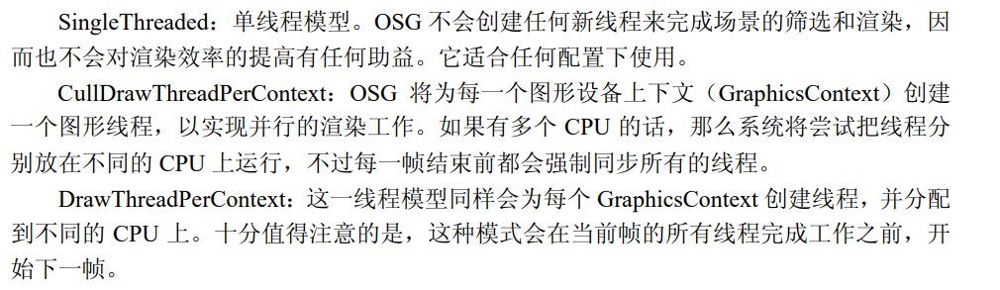 SingleThreaded：单线程模型。OSG 不会创建任何新线程来完成场景的筛选和渲染，因
而也不会对渲染效率的提高有任何助益。它适合任何配置下使用。
CullDrawThreadPerContext：OSG 将为每一个图形设备上下文（GraphicsContext）创建
一个图形线程，以实现并行的渲染工作。如果有多个 CPU 的话，那么系统将尝试把线程分
别放在不同的 CPU 上运行，不过每一帧结束前都会强制同步所有的线程。
DrawThreadPerContext：这一线程模型同样会为每个 GraphicsContext 创建线程，并分配
到不同的 CPU 上。十分值得注意的是，这种模式会在当前帧的所有线程完成工作之前，开
始下一帧。